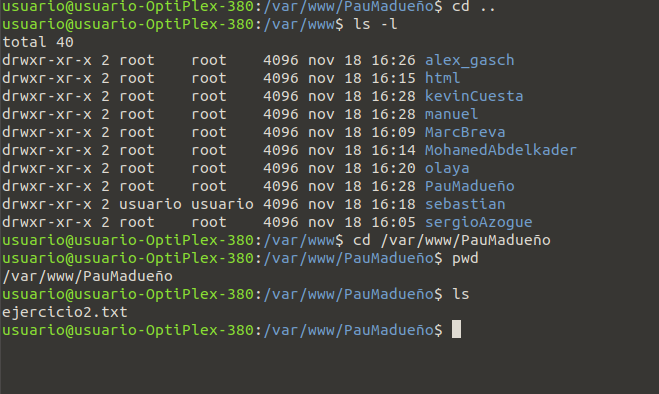 usuario@usuario-OptiPlex-380:/var/www/PauMadueño$ cd ..
usuario@usuario-OptiPlex-380:/var/www$ ls -l
total 40
drwxr-xr-x 2 root    root    4096 nov 18 16:26 alex_gasch
drwxr-xr-x 2 root    root    4096 nov 18 16:15 html
drwxr-xr-x 2 root    root    4096 nov 18 16:28 kevinCuesta
drwxr-xr-x 2 root    root    4096 nov 18 16:28 manuel
drwxr-xr-x 2 root    root    4096 nov 18 16:09 MarcBreva
drwxr-xr-x 2 root    root    4096 nov 18 16:14 MohamedAbdelkader
drwxr-xr-x 2 root    root    4096 nov 18 16:20 olaya
drwxr-xr-x 2 root    root    4096 nov 18 16:28 PauMadueño
drwxr-xr-x 2 usuario usuario 4096 nov 18 16:18 sebastian
drwxr-xr-x 2 root    root    4096 nov 18 16:05 sergioAzogue
usuario@usuario-OptiPlex-380:/var/www$ cd /var/www/PauMadueño
usuario@usuario-OptiPlex-380:/var/www/PauMadueño$ pwd
/var/www/PauMadueño
usuario@usuario-OptiPlex-380:/var/www/PauMadueño$ ls
ejercicio2.txt
usuario@usuario-OptiPlex-380:/var/www/PauMadueño$